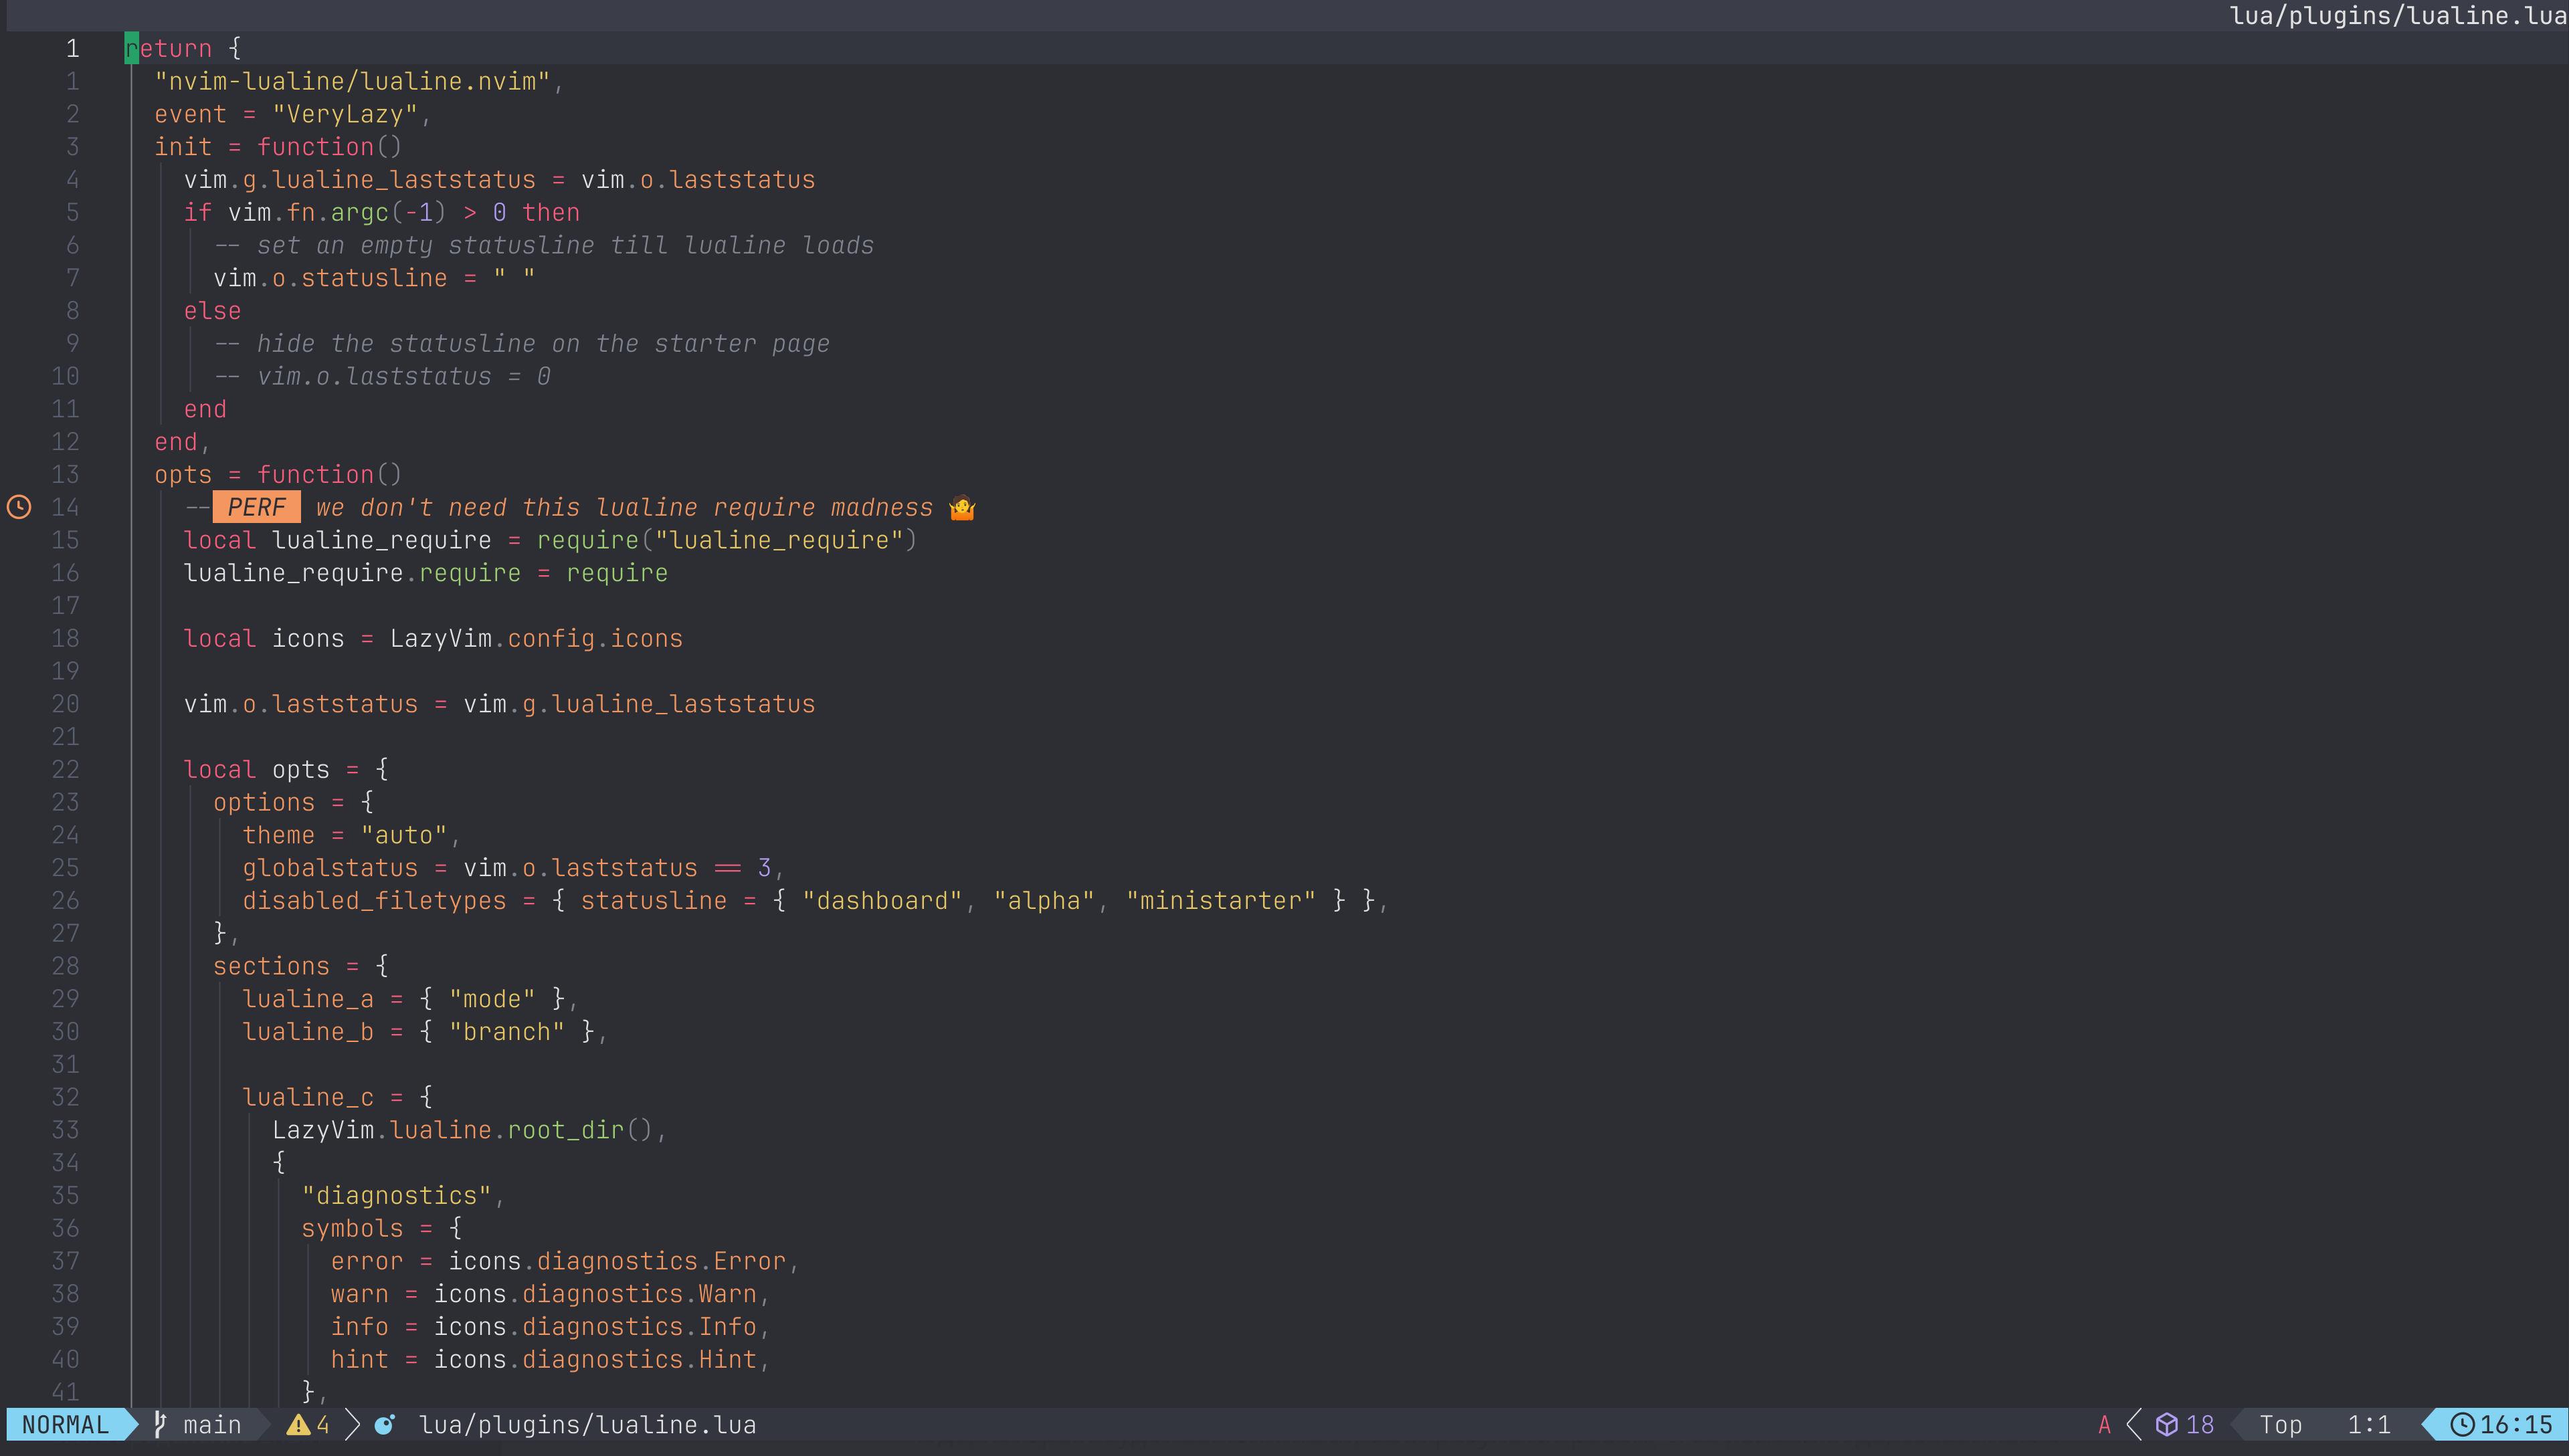 lua/plugins/lualine.lua
1 return {
1 "nvim-lualine/lualine.nvim",
2 event = "VeryLazy",
3 init = function()
4 vim.g.lualine_laststatus = vim.o.laststatus
5 if vim.fn.argc(-1) > 0 then
6 -- set an empty statusline till lualine loads
7 vim.o.statusline = " "
8 else
9 -- hide the statusline on the starter page
10 -- vim.o.laststatus = 0
11 end
12 end,
13 opts = function()
14 -- PERF we don't need this lualine require madness 🤷
15 local lualine_require = require("lualine_require")
16 lualine_require.require = require
17
18 local icons = LazyVim.config.icons
19
20 vim.o.laststatus = vim.g.lualine_laststatus
21
22 local opts = {
23 options = {
24 theme = "auto",
25 globalstatus = vim.o.laststatus == 3,
26 disabled_filetypes = { statusline = { "dashboard", "alpha", "ministarter" } },
27 },
28 sections = {
29 lualine_a = { "mode" },
30 lualine_b = { "branch" },
31
32 lualine_c = {
33 LazyVim.lualine.root_dir(),
34 {
35 "diagnostics",
36 symbols = {
37 error = icons.diagnostics.Error,
38 warn = icons.diagnostics.Warn,
39 info = icons.diagnostics.Info,
40 hint = icons.diagnostics.Hint,
41 },
NORMAL main 4 lua/plugins/lualine.lua A 18 Top 1:1 16:15